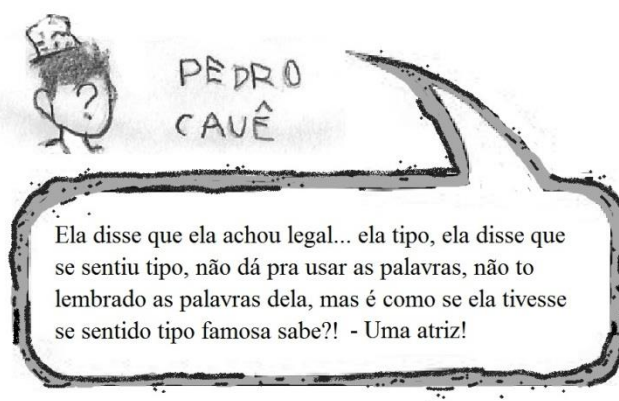 ?
PEDRO
CAUÊ
Ela disse que ela achou legal... ela tipo, ela disse que
se sentiu tipo, não dá pra usar as palavras, não to
lembrado as palavras dela, mas é como se ela tivesse
se sentido tipo famosa sabe?!  - Uma atriz!